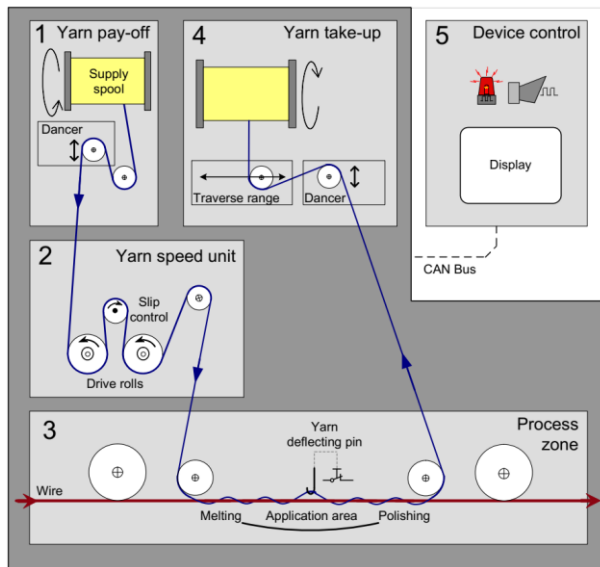 1 Yarn pay-off
Supply
spool
Dancer
4 Yarn take-up
Traverse range
Dancer
5 Device control
Display
CAN Bus
2 Yarn speed unit
Slip
control
Drive rolls
3 Process
zone
Yarn
deflecting pin
Wire
Melting Application area Polishing